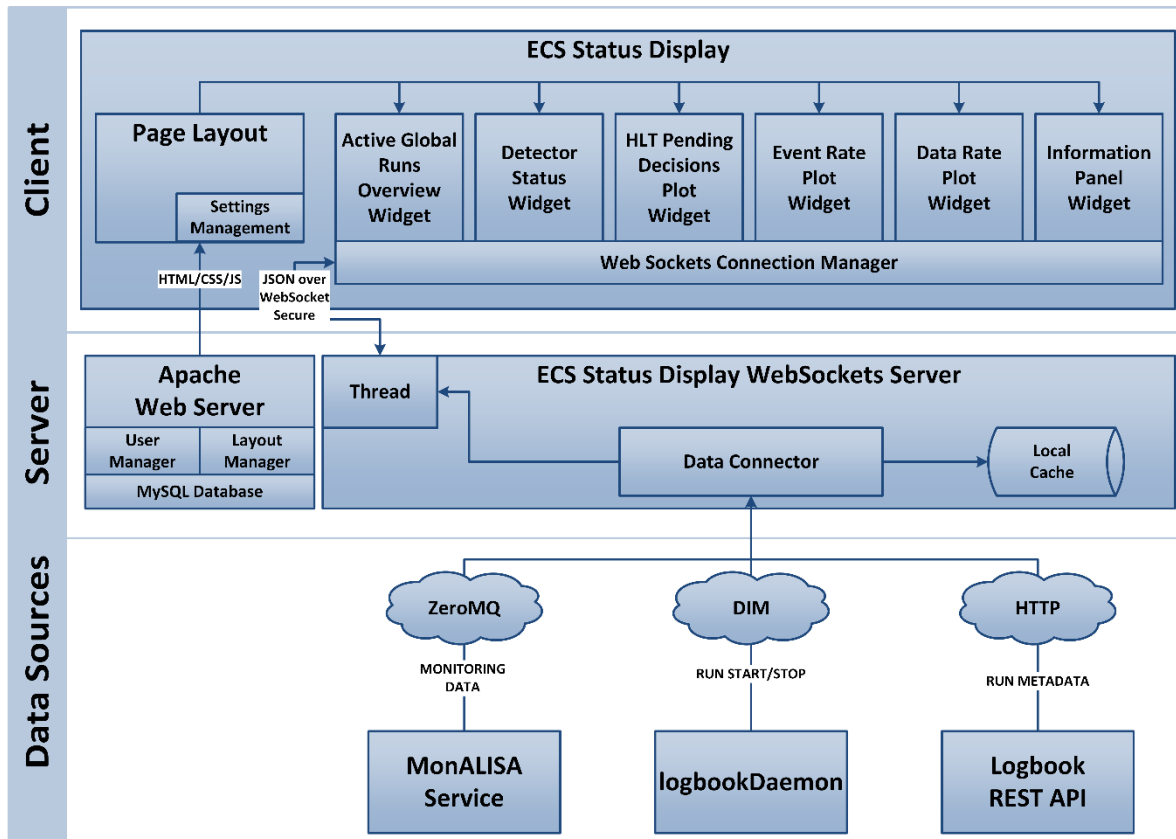 Client
ECS Status Display
Page Layout
Settings
Management
Active Global
Runs
Overview
Widget
Detector
Status
Widget
HLT Pending
Decisions
Plot
Widget
Event Rate
Plot
Widget
Data Rate
Plot
Widget
Information
Panel
Widget
Web Sockets Connection Manager
HTML/CSS/JS
JSON over
WebSocket
Secure
Server
Apache
Web Server
User
Manager
Layout
Manager
MySQL Database
ECS Status Display WebSockets Server
Thread
Data Connector
Local
Cache
Data Sources
ZeroMQ
DIM
HTTP
MONITORING
DATA
RUN START/STOP
RUN METADATA
MonALISA
Service
logbookDaemon
Logbook
REST API